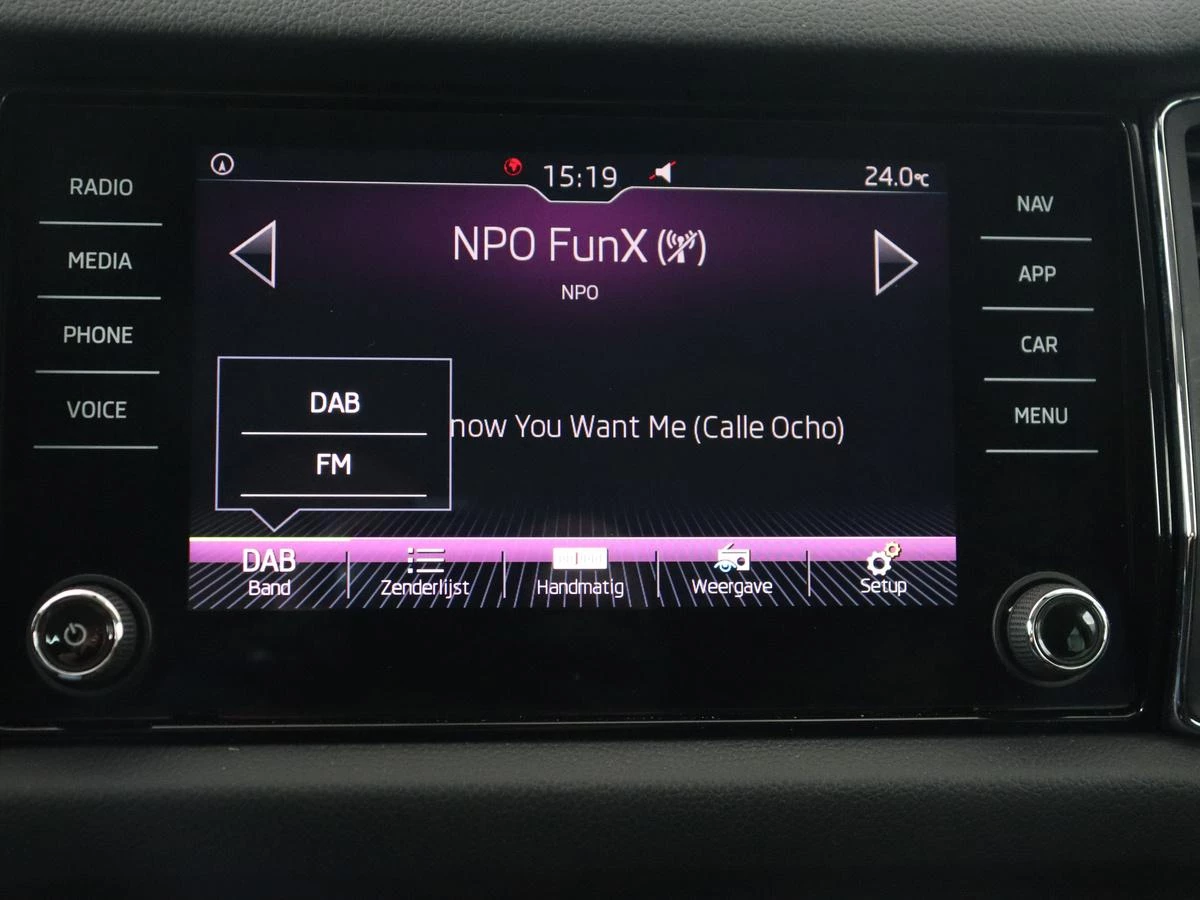 15:19
24.0°C
RADIO
MEDIA
PHONE
VOICE
NPO FunX ()
NPO
DAB
FM
now You Want Me (Calle Ocho)
DAB
Band
Zenderlijst
Handmatig
Weergave
Setup
NAV
APP
CAR
MENU